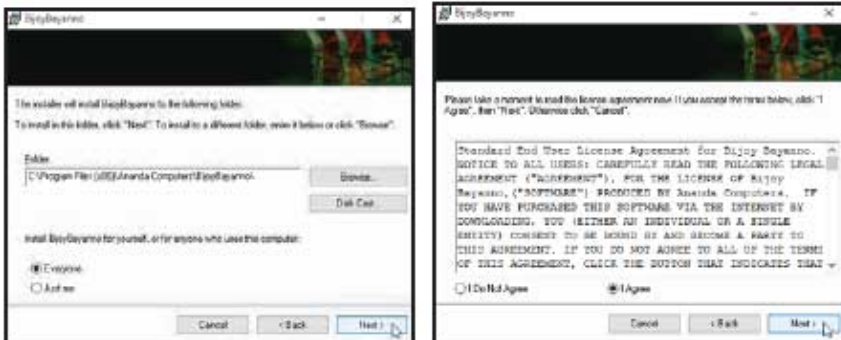 BijoyBayanno
The installer will install BijoyBayanno to the following folder.
To install in this folder, click "Next". To install to a different folder, enter it below or click "Browse".
Folder:
C:\Program Files (x86)\Ananda Computers\BijoyBayanno\
Browse...
Disk Cost...
Install BijoyBayanno for yourself, or for anyone who uses this computer:
Everyone
Just me
Cancel
< Back
Next >
BijoyBayanno
Please take a moment to read the license agreement now. If you accept the terms below, click "I
Agree", then "Next". Otherwise click "Cancel".
Standard End User License Agreement for Bijoy Bayanno.
NOTICE TO ALL USERS: CAREFULLY READ THE FOLLOWING LEGAL
AGREEMENT ("AGREEMENT"), FOR THE LICENSE OF Bijoy
Bayanno,("SOFTWARE") PRODUCED BY Ananda Computers. IF
YOU HAVE PURCHASED THIS SOFTWARE VIA THE INTERNET BY
DOWNLOADING, YOU (EITHER AN INDIVIDUAL OR A SINGLE
ENTITY) CONSENT TO BE BOUND BY AND BECOME A PARTY TO
THIS AGREEMENT. IF YOU DO NOT AGREE TO ALL OF THE TERMS
OF THIS AGREEMENT, CLICK THE BUTTON THAT INDICATES THAT
I Do Not Agree
I Agree
Cancel
< Back
Next >